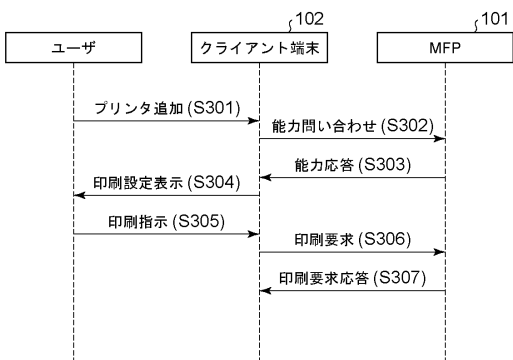 102
101
ユーザ
クライアント端末
MFP
プリンタ追加 (S301)
能力問い合わせ (S302)
能力応答 (S303)
印刷設定表示 (S304)
印刷指示 (S305)
印刷要求 (S306)
印刷要求応答 (S307)